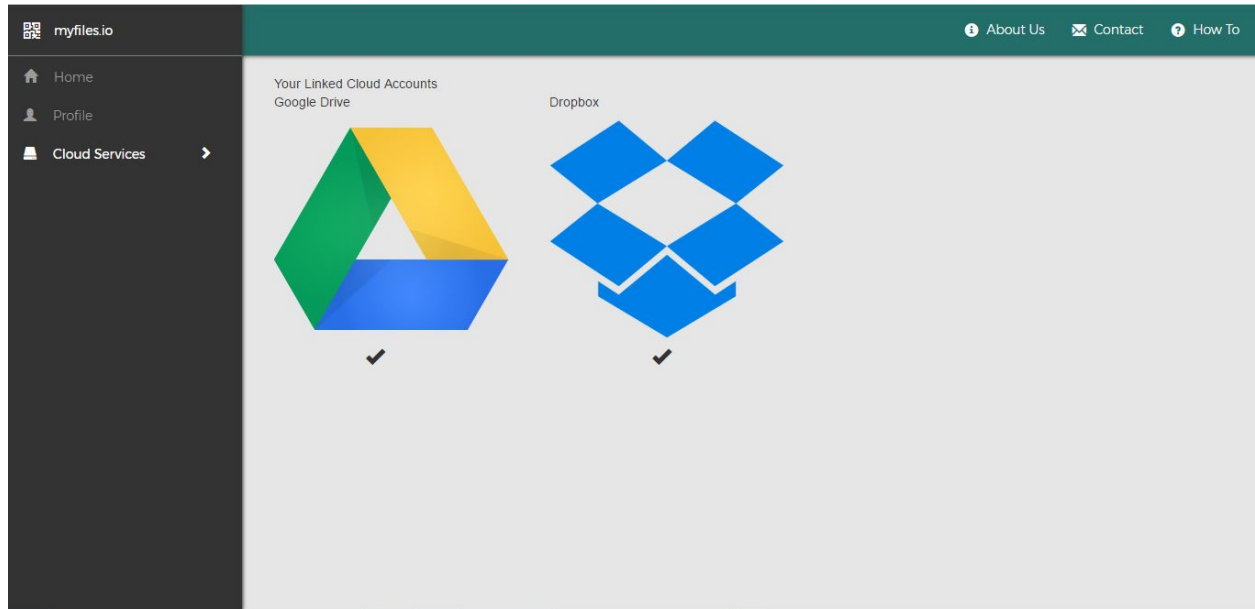 myfiles.io
About Us Contact How To
Home
Profile
Cloud Services
Your Linked Cloud Accounts
Google Drive Dropbox